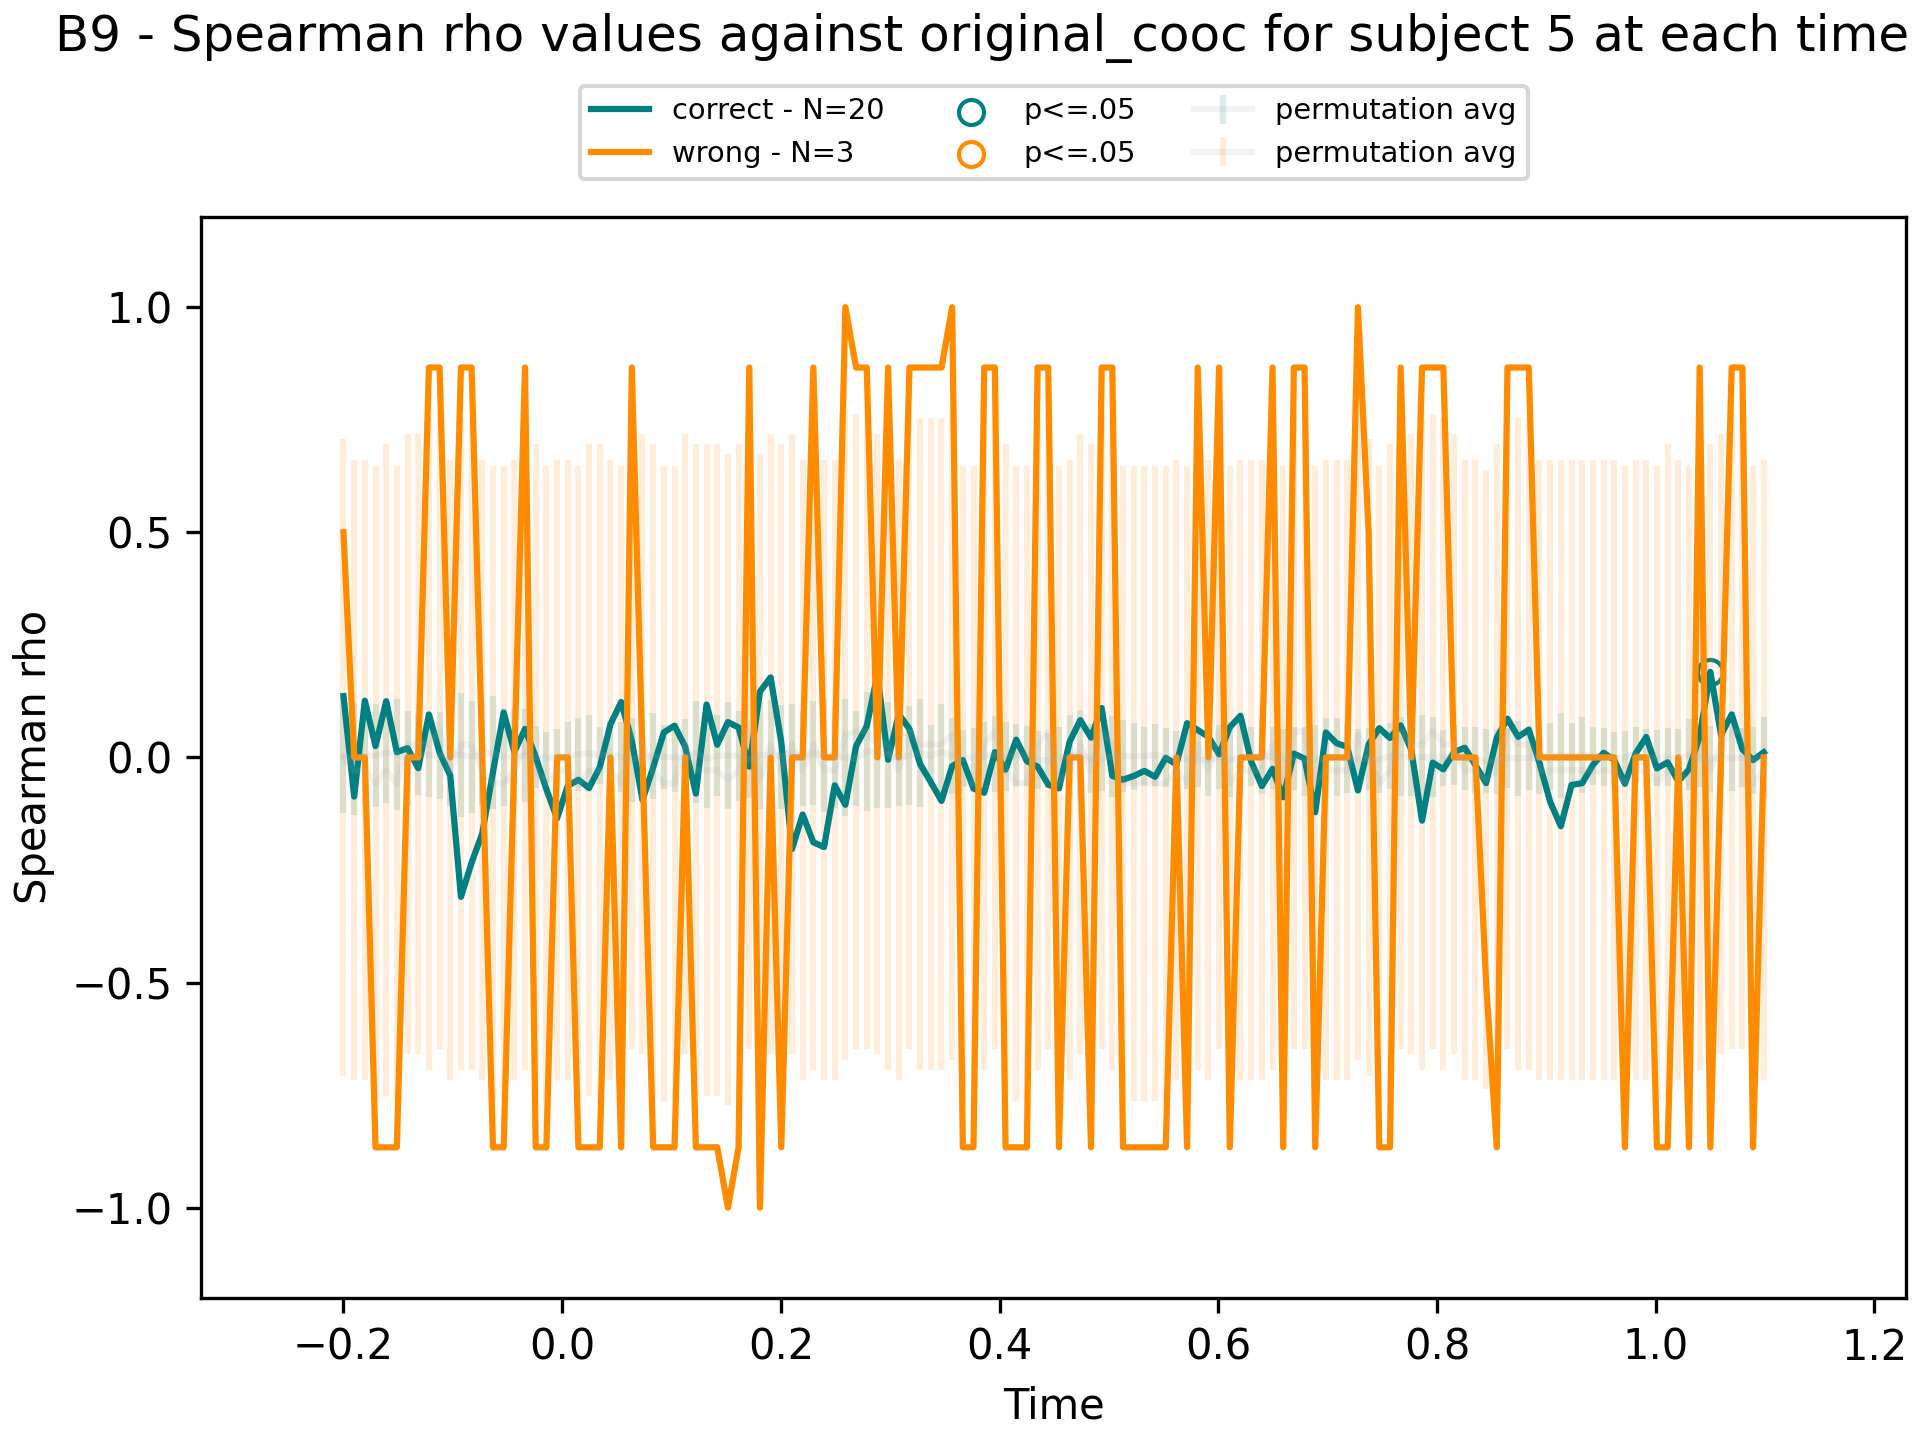 B9 - Spearman rho values against original_cooc for subject 5 at each time
correct - N=20 p<=.05 permutation avg
wrong - N=3 p<=.05 permutation avg
1.0
0.5
0.0
−0.5
−1.0
Spearman rho
−0.2 0.0 0.2 0.4 0.6 0.8 1.0 1.2
Time